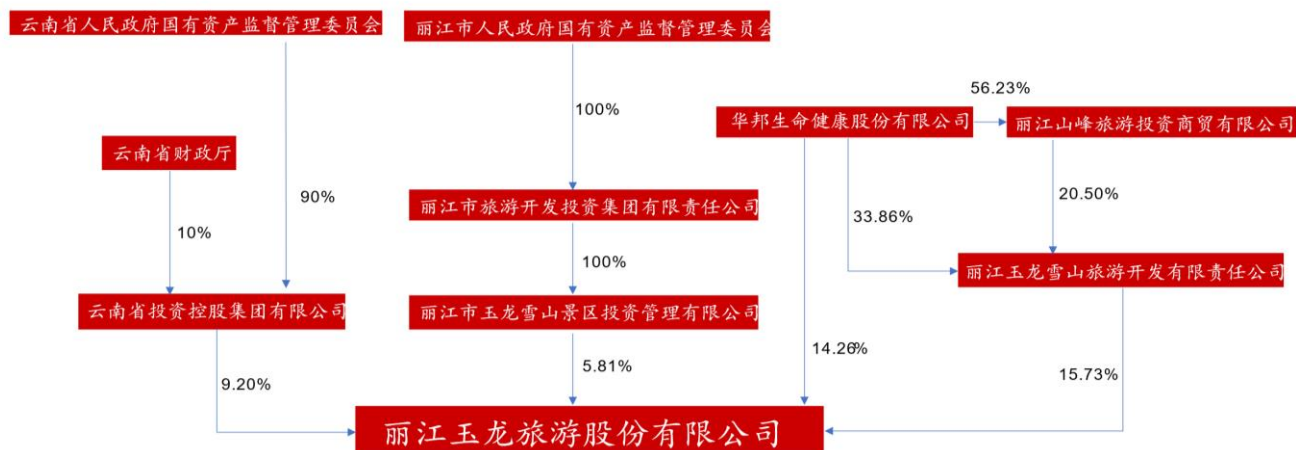 云南省人民政府国有资产监督管理委员会
丽江市人民政府国有资产监督管理委员会
56.23%
100%
华邦生命健康股份有限公司
丽江山峰旅游投资商贸有限公司
云南省财政厅
90%
丽江市旅游开发投资集团有限责任公司
33.86%
20.50%
10%
100%
丽江玉龙雪山旅游开发有限责任公司
云南省投资控股集团有限公司
丽江市玉龙雪山景区投资管理有限公司
14.26%
9.20%
5.81%
15.73%
丽江玉龙旅游股份有限公司